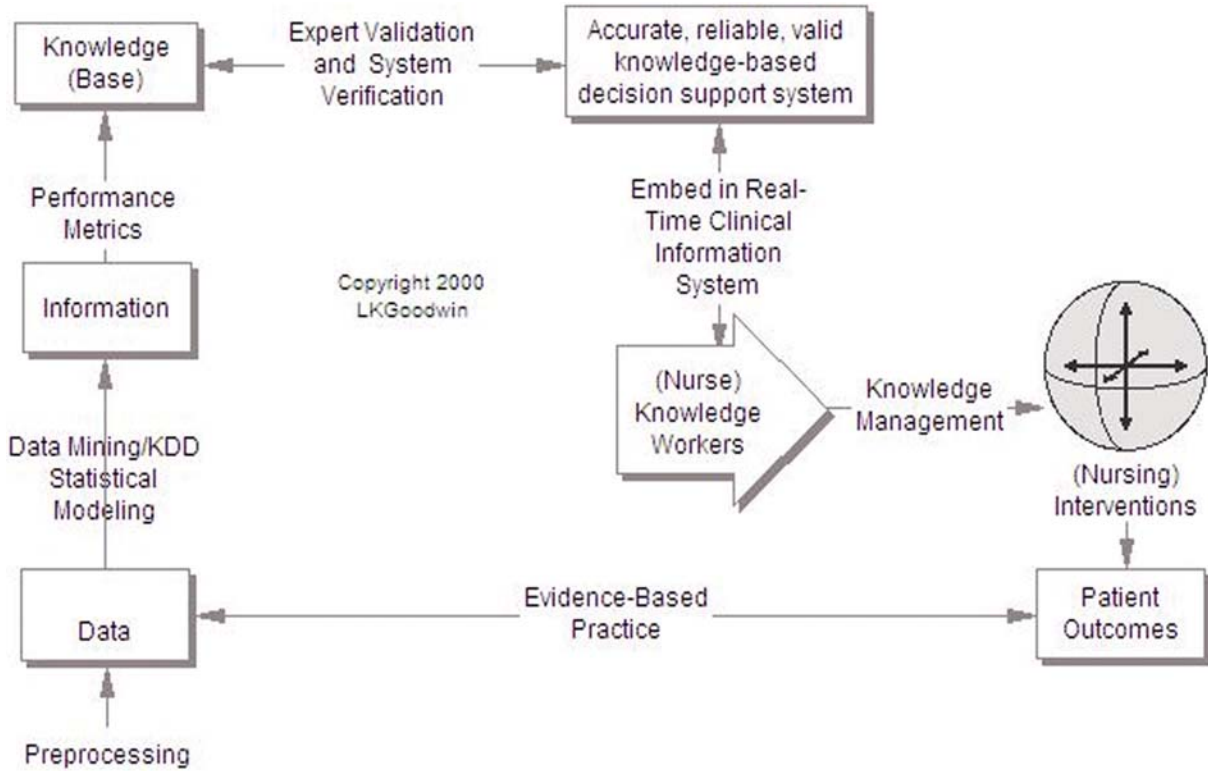 Knowledge
(Base)
Expert Validation
and System
Verification
Accurate, reliable, valid
knowledge-based
decision support system
Performance
Metrics
Embed in Real-
Time Clinical
Information
System
Information
Copyright 2000
LKGoodwin
(Nurse)
Knowledge
Workers
Knowledge
Management
Data Mining/KDD
Statistical
Modeling
(Nursing)
Interventions
Data
Evidence-Based
Practice
Patient
Outcomes
Preprocessing